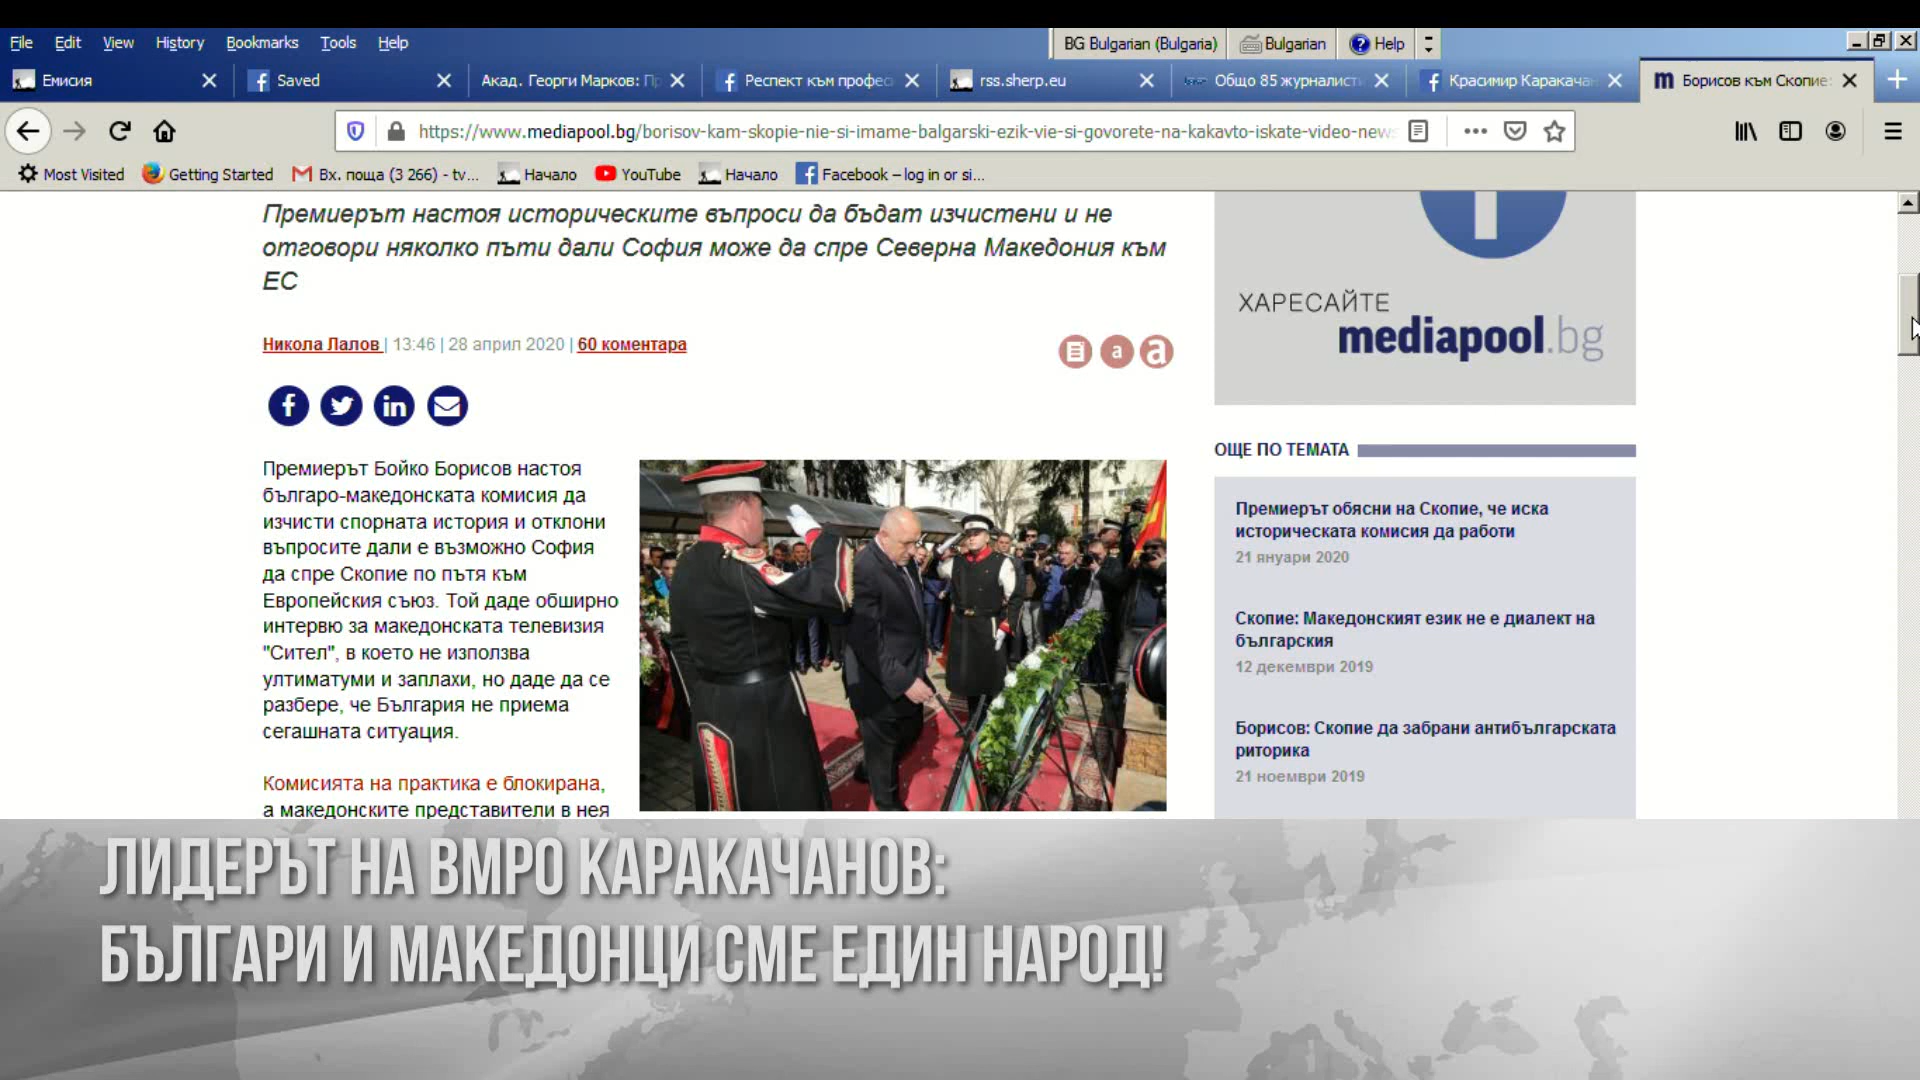 File Edit View History Bookmarks Tools Help
BG Bulgarian (Bulgaria) Bulgarian Help
Емисия
Saved
Акад. Георги Марков: Пр
Респект към профес
rss.sherp.eu
Общо 85 журналисти
Красимир Каракачан
Борисов към Скопие:
https://www.mediapool.bg/borisov-kam-skopie-nie-si-imame-balgarski-ezik-vie-si-govorete-na-kakavto-iskate-video-news
Most Visited Getting Started Вх. поща (3 266) - tv... Начало YouTube Начало Facebook – log in or si...
Премиерът настоя историческите въпроси да бъдат изчистени и не
отговори няколко пъти дали София може да спре Северна Македония към
ЕС
Никола Лалов | 13:46 | 28 април 2020 | 60 коментара
a a
Премиерът Бойко Борисов настоя
българо-македонската комисия да
изчисти спорната история и отклони
въпросите дали е възможно София
да спре Скопие по пътя към
Европейския съюз. Той даде обширно
интервю за македонската телевизия
"Сител", в което не използва
ултиматуми и заплахи, но даде да се
разбере, че България не приема
сегашната ситуация.
Комисията на практика е блокирана,
а македонските представители в нея
ХАРЕСАЙТЕ
mediapool.bg
ОЩЕ ПО ТЕМАТА
Премиерът обясни на Скопие, че иска
историческата комисия да работи
21 януари 2020
Скопие: Македонският език не е диалект на
българския
12 декември 2019
Борисов: Скопие да забрани антибългарската
риторика
21 ноември 2019
ЛИДЕРЪТ НА ВМРО КАРАКАЧАНОВ:
БЪЛГАРИ И МАКЕДОНЦИ СМЕ ЕДИН НАРОД!